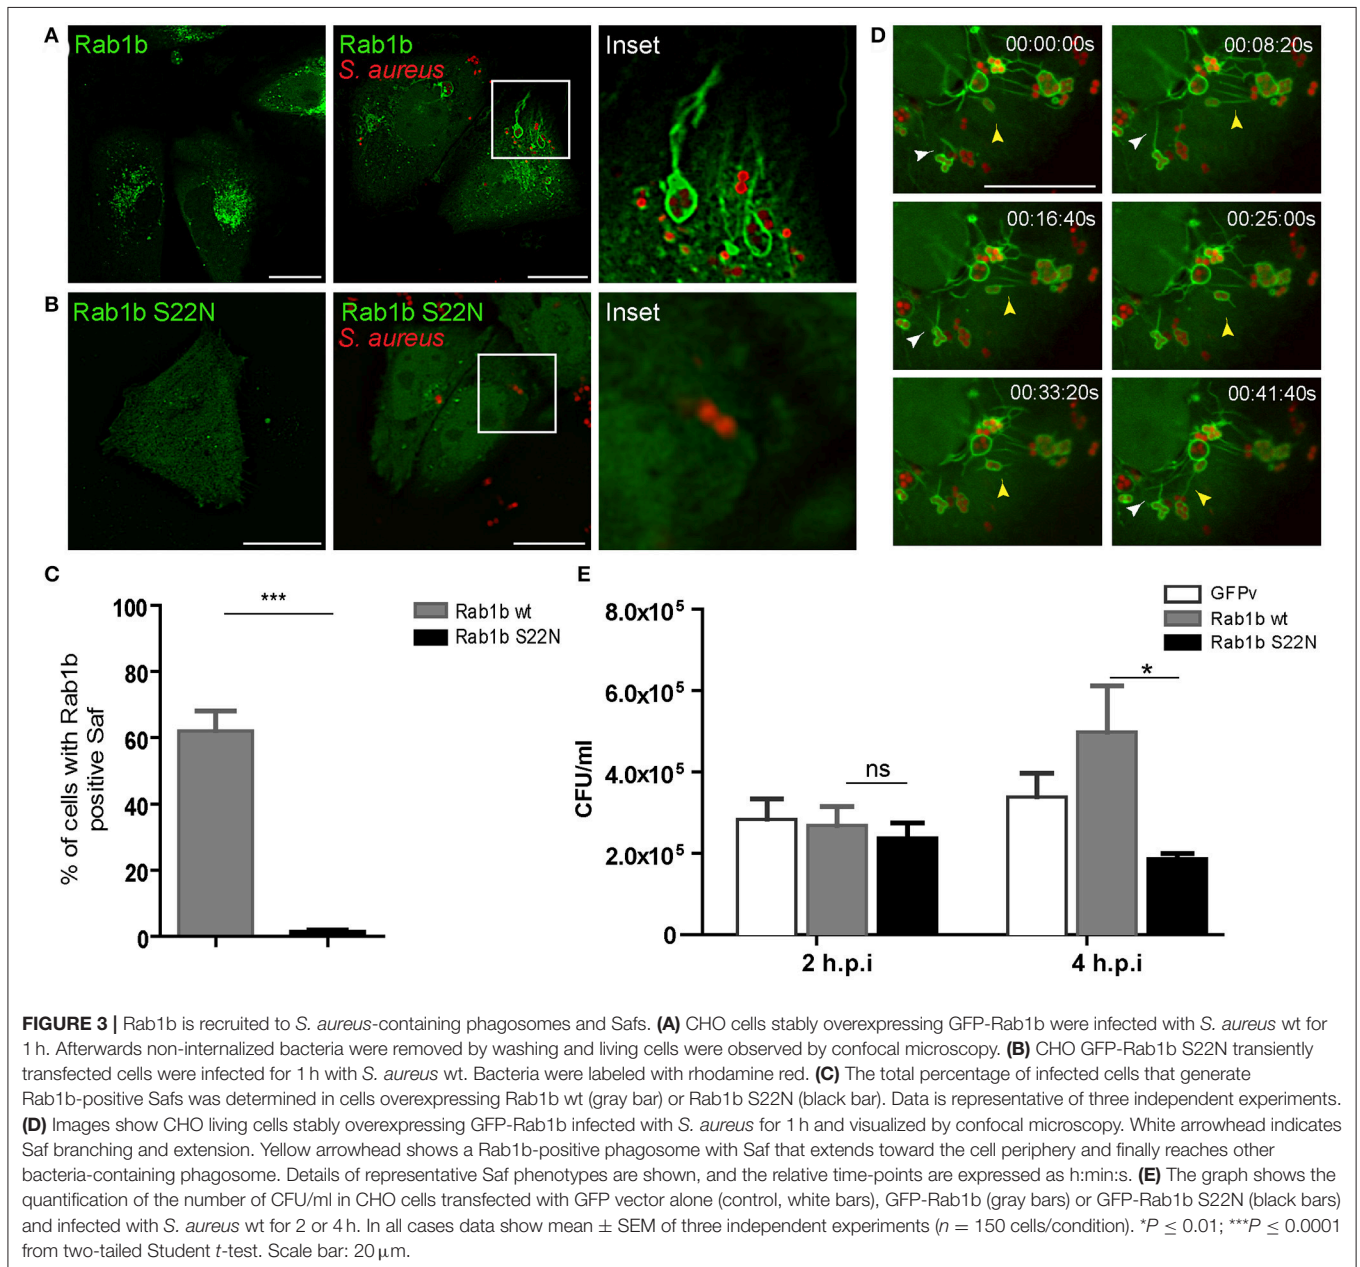 A
Rab1b
Rab1b
S. aureus
Inset
B
Rab1b S22N
Rab1b S22N
S. aureus
Inset
D
00:00:00s
00:08:20s
00:16:40s
00:25:00s
00:33:20s
00:41:40s
C
***
100
80
60
40
20
0
% of cells with Rab1b
positive Saf
Rab1b wt
Rab1b S22N
E
GFPv
Rab1b wt
Rab1b S22N
8.0x10⁵
6.0x10⁵
4.0x10⁵
2.0x10⁵
0
CFU/ml
ns
*
2 h.p.i
4 h.p.i
FIGURE 3 | Rab1b is recruited to S. aureus-containing phagosomes and Safs. (A) CHO cells stably overexpressing GFP-Rab1b were infected with S. aureus wt for
1 h. Afterwards non-internalized bacteria were removed by washing and living cells were observed by confocal microscopy. (B) CHO GFP-Rab1b S22N transiently
transfected cells were infected for 1 h with S. aureus wt. Bacteria were labeled with rhodamine red. (C) The total percentage of infected cells that generate
Rab1b-positive Safs was determined in cells overexpressing Rab1b wt (gray bar) or Rab1b S22N (black bar). Data is representative of three independent experiments.
(D) Images show CHO living cells stably overexpressing GFP-Rab1b infected with S. aureus for 1 h and visualized by confocal microscopy. White arrowhead indicates
Saf branching and extension. Yellow arrowhead shows a Rab1b-positive phagosome with Saf that extends toward the cell periphery and finally reaches other
bacteria-containing phagosome. Details of representative Saf phenotypes are shown, and the relative time-points are expressed as h:min:s. (E) The graph shows the
quantification of the number of CFU/ml in CHO cells transfected with GFP vector alone (control, white bars), GFP-Rab1b (gray bars) or GFP-Rab1b S22N (black bars)
and infected with S. aureus wt for 2 or 4 h. In all cases data show mean ± SEM of three independent experiments (n = 150 cells/condition). *P ≤ 0.01; ***P ≤ 0.0001
from two-tailed Student t-test. Scale bar: 20 μm.